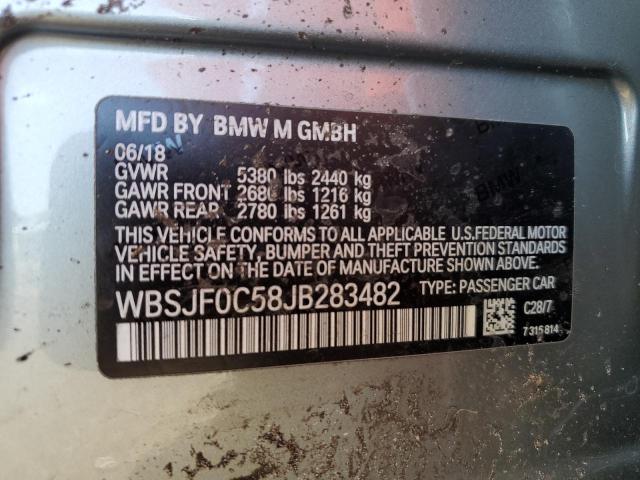 MFD BY BMW M GMBH
06/18
GVWR 5380 lbs 2440 kg
GAWR FRONT 2680 lbs 1216 kg
GAWR REAR 2780 lbs 1261 kg
THIS VEHICLE CONFORMS TO ALL APPLICABLE U.S.FEDERAL MOTOR
VEHICLE SAFETY, BUMPER AND THEFT PREVENTION STANDARDS
IN EFFECT ON THE DATE OF MANUFACTURE SHOWN ABOVE.
WBSJF0C58JB283482 TYPE: PASSENGER CAR
C28/7
7 315 814
BMW